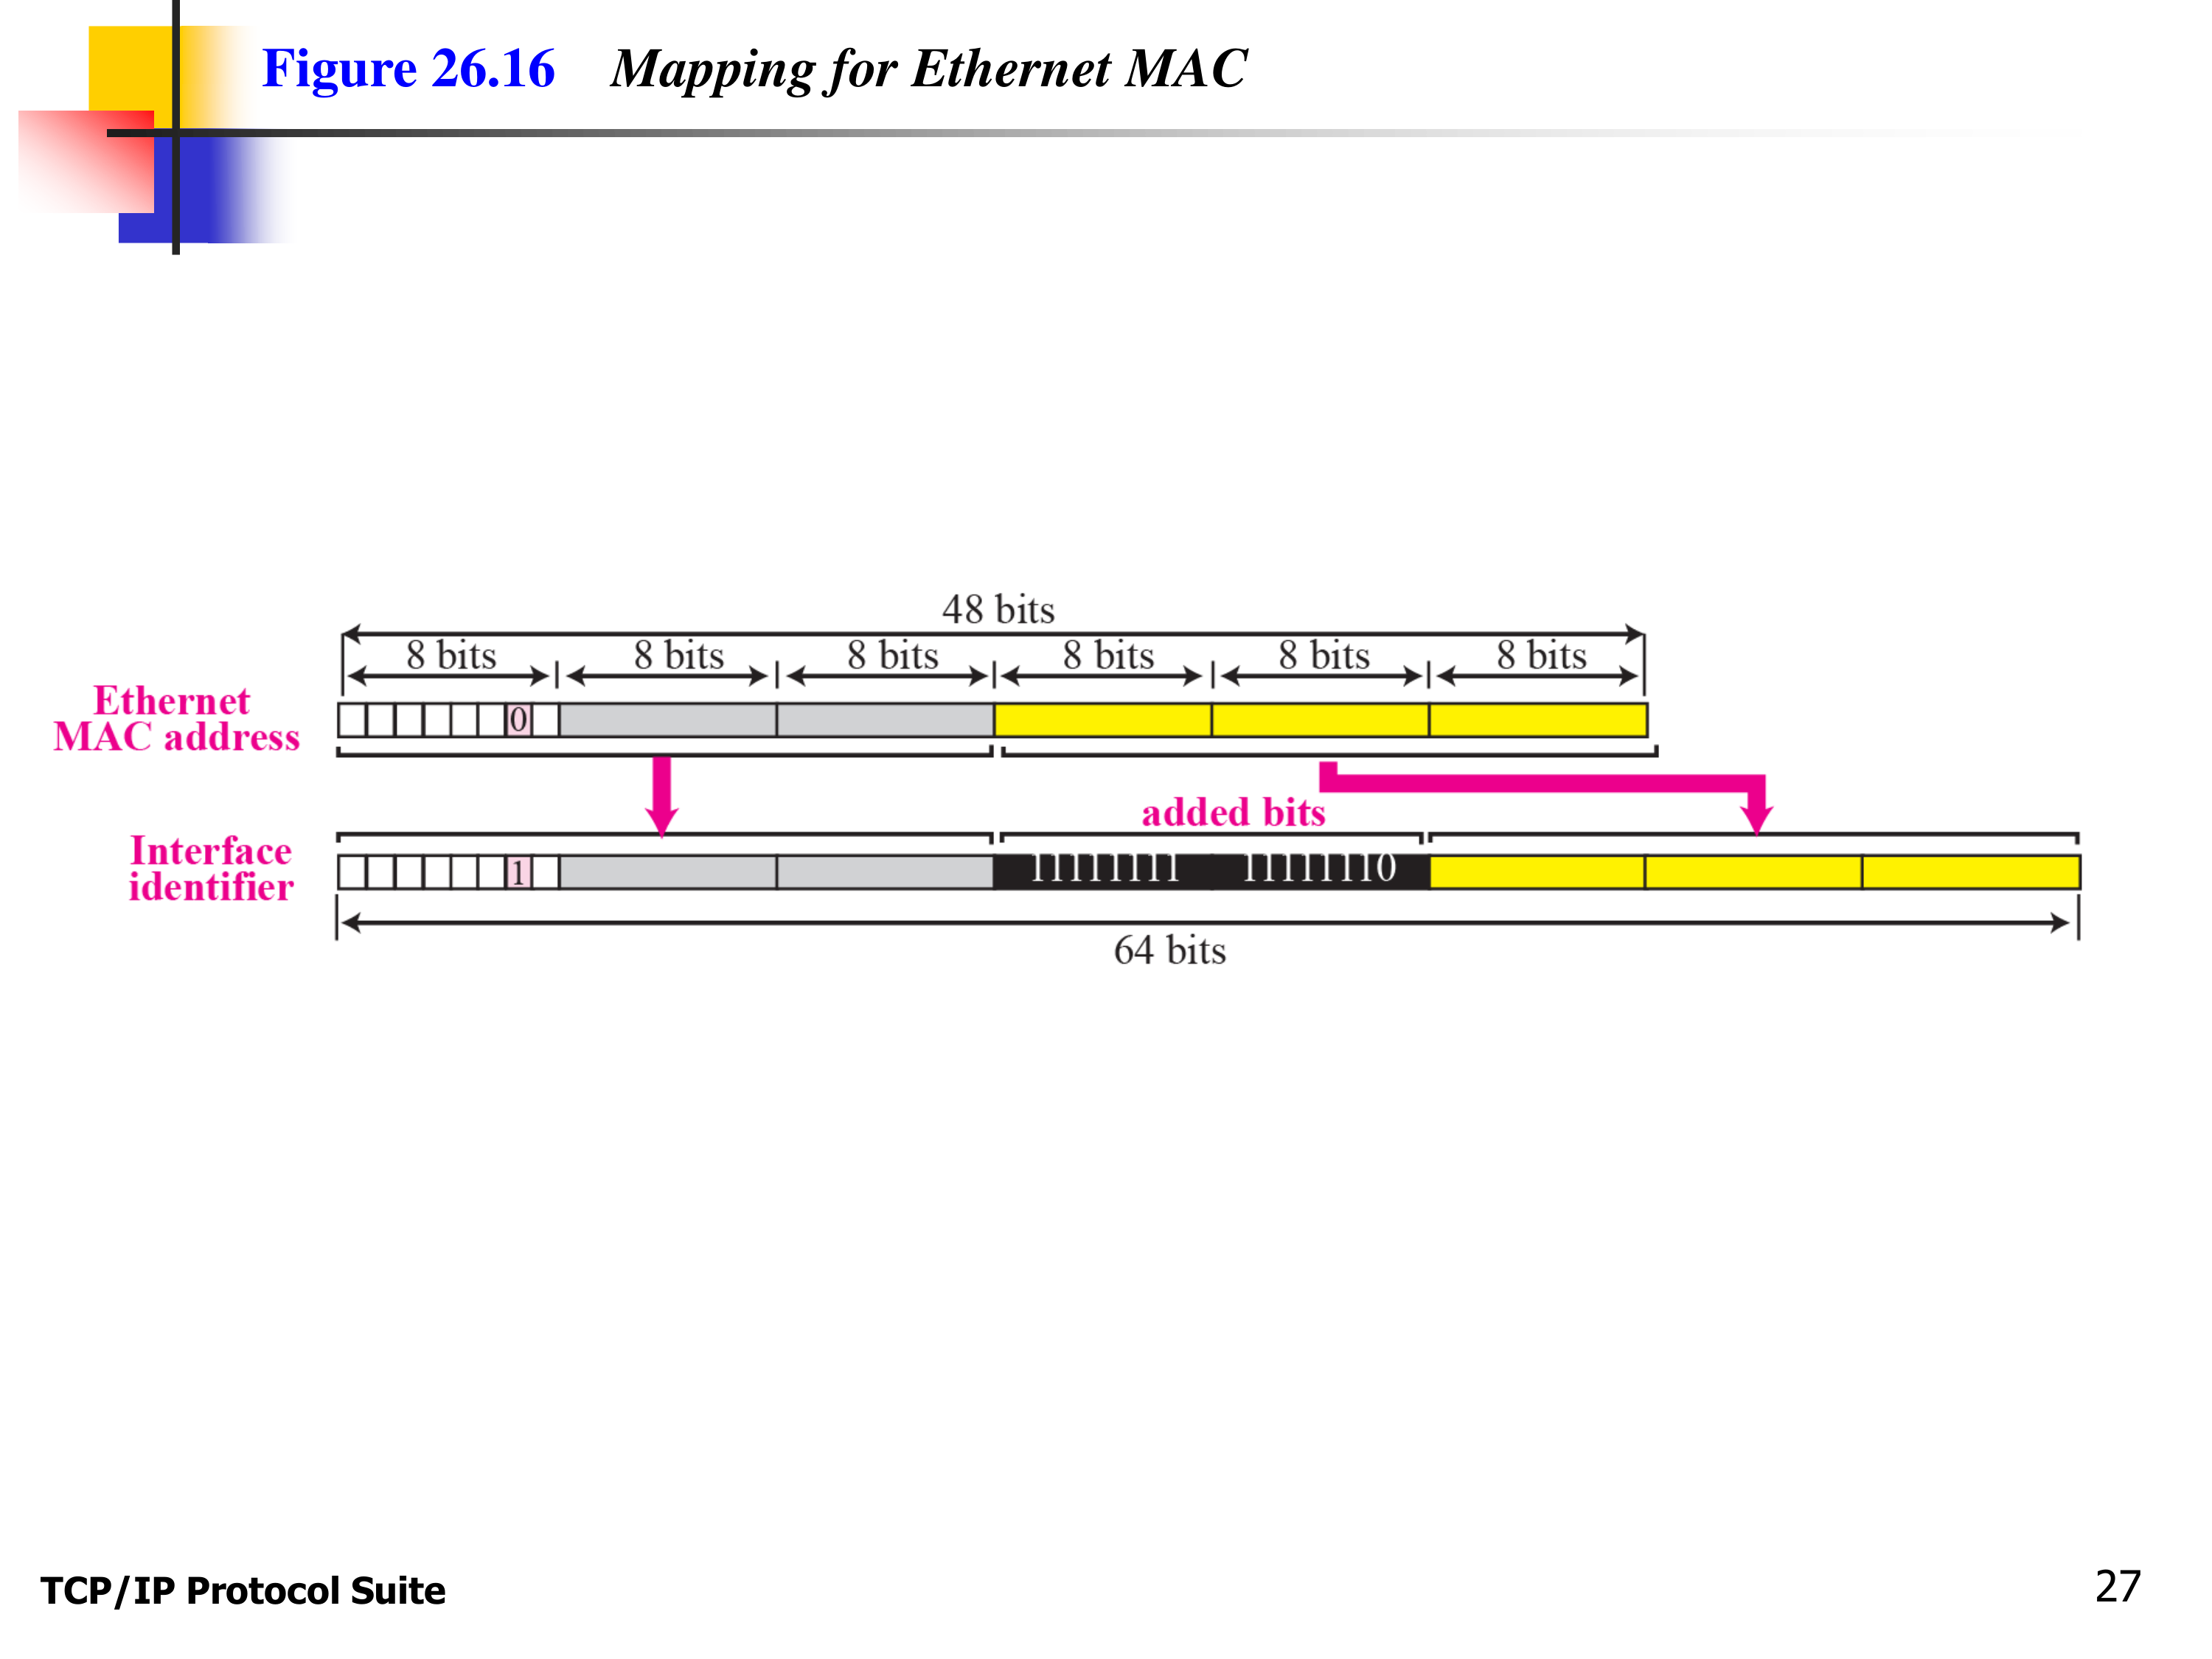 Figure 26.16 Mapping for Ethernet MAC
48 bits
8 bits 8 bits 8 bits 8 bits 8 bits 8 bits
Ethernet
MAC address
0
added bits
Interface
identifier
1 11111111 11111110
64 bits
TCP/IP Protocol Suite 27